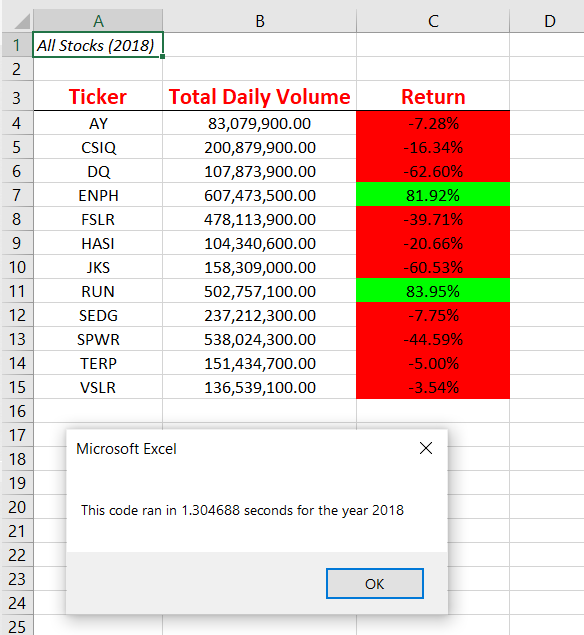 A B C D
1 All Stocks (2018)
2
3 Ticker Total Daily Volume Return
4 AY 83,079,900.00 -7.28%
5 CSIQ 200,879,900.00 -16.34%
6 DQ 107,873,900.00 -62.60%
7 ENPH 607,473,500.00 81.92%
8 FSLR 478,113,900.00 -39.71%
9 HASI 104,340,600.00 -20.66%
10 JKS 158,309,000.00 -60.53%
11 RUN 502,757,100.00 83.95%
12 SEDG 237,212,300.00 -7.75%
13 SPWR 538,024,300.00 -44.59%
14 TERP 151,434,700.00 -5.00%
15 VSLR 136,539,100.00 -3.54%
16
17
18 Microsoft Excel
19
20 This code ran in 1.304688 seconds for the year 2018
21
22
23 OK
24
25